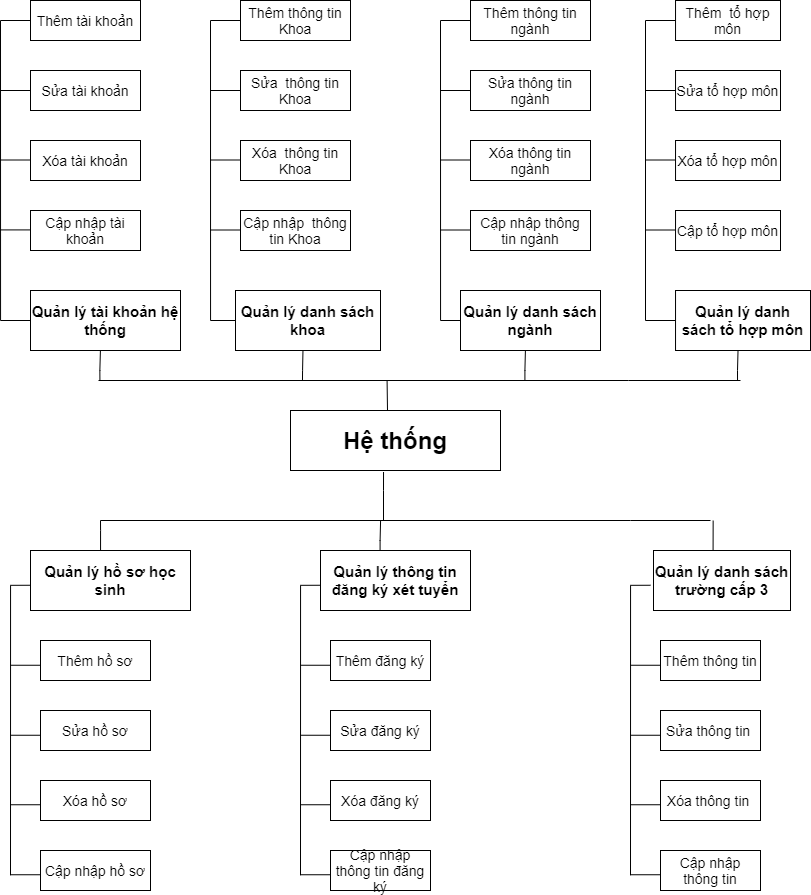 Thêm tài khoản
Sửa tài khoản
Xóa tài khoản
Cập nhập tài
khoản
Quản lý tài khoản hệ
thống
Thêm thông tin
Khoa
Sửa thông tin
Khoa
Xóa thông tin
Khoa
Cập nhập thông
tin Khoa
Quản lý danh sách
khoa
Thêm thông tin
ngành
Sửa thông tin
ngành
Xóa thông tin
ngành
Cập nhập thông
tin ngành
Quản lý danh sách
ngành
Thêm tổ hợp
môn
Sửa tổ hợp môn
Xóa tổ hợp môn
Cập tổ hợp môn
Quản lý danh
sách tổ hợp môn
Hệ thống
Quản lý hồ sơ học
sinh
Thêm hồ sơ
Sửa hồ sơ
Xóa hồ sơ
Cập nhập hồ sơ
Quản lý thông tin
đăng ký xét tuyển
Thêm đăng ký
Sửa đăng ký
Xóa đăng ký
Cập nhập
thông tin đăng
ký
Quản lý danh sách
trường cấp 3
Thêm thông tin
Sửa thông tin
Xóa thông tin
Cập nhập
thông tin